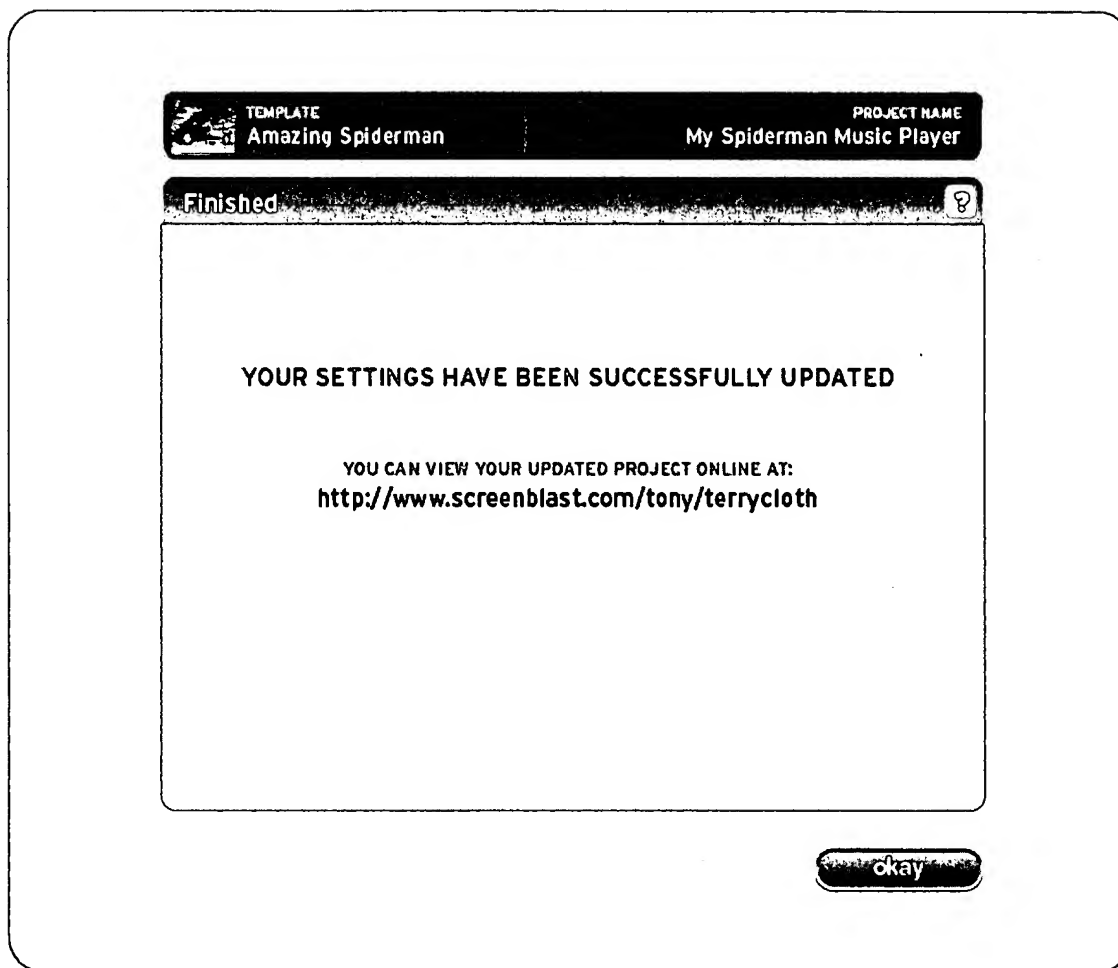 TEMPLATE
Amazing Spiderman
PROJECT NAME
My Spiderman Music Player
Finished
?
YOUR SETTINGS HAVE BEEN SUCCESSFULLY UPDATED
YOU CAN VIEW YOUR UPDATED PROJECT ONLINE AT:
http://www.screenblast.com/tony/terrycloth
okay